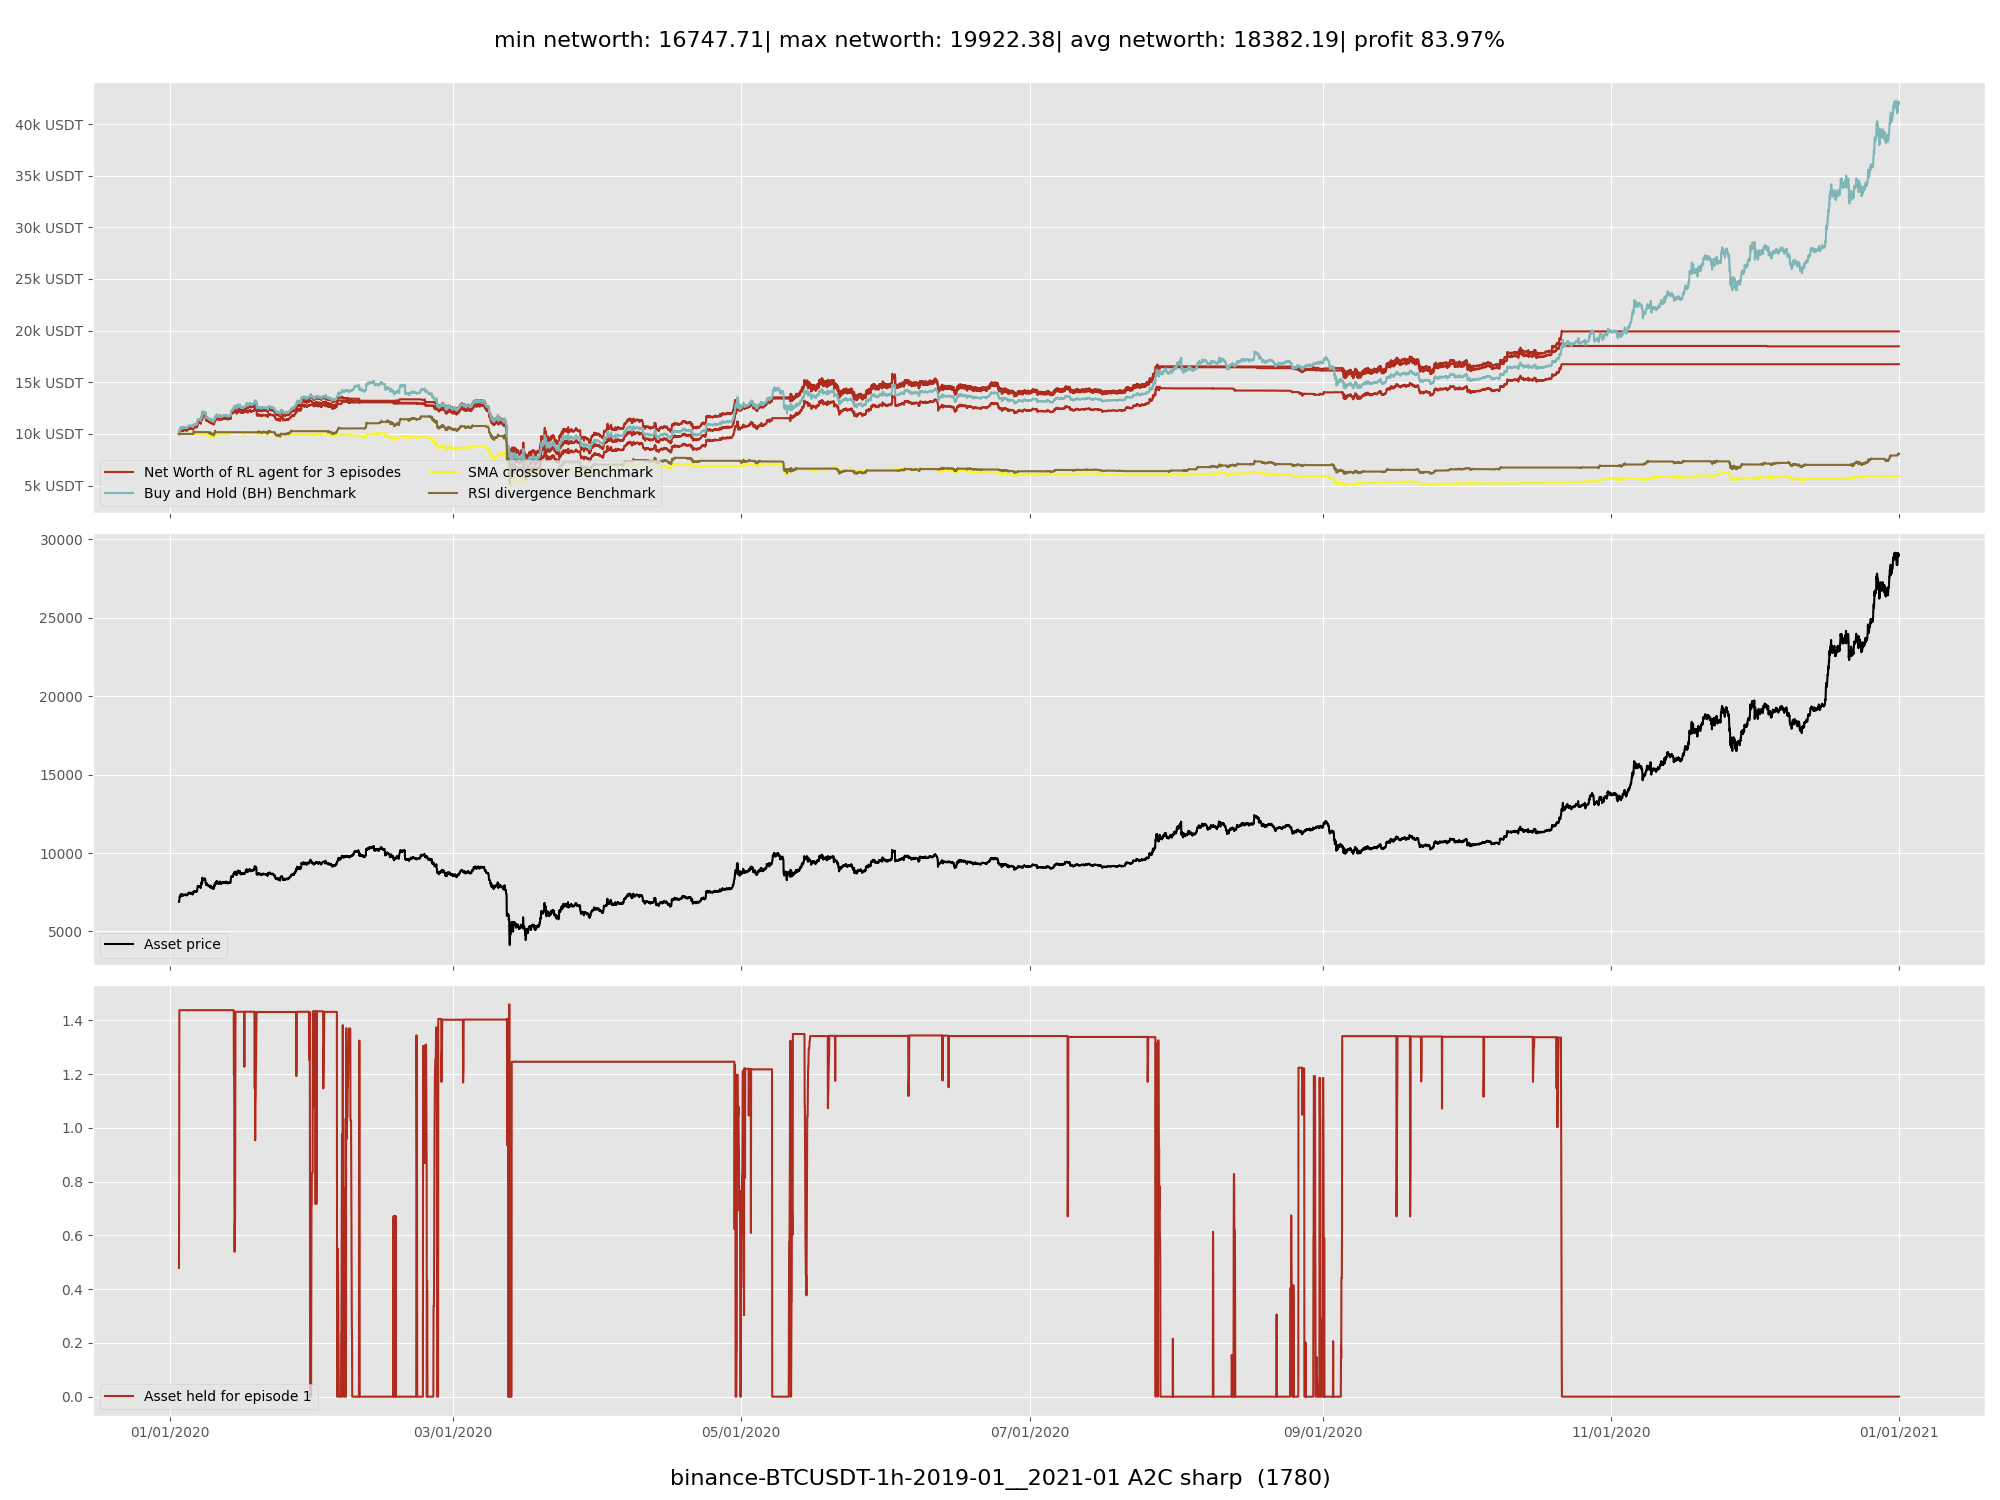 min networth: 16747.71| max networth: 19922.38| avg networth: 18382.19| profit 83.97%
40k USDT
35k USDT
30k USDT
25k USDT
20k USDT
15k USDT
10k USDT
5k USDT
Net Worth of RL agent for 3 episodes
Buy and Hold (BH) Benchmark
SMA crossover Benchmark
RSI divergence Benchmark
30000
25000
20000
15000
10000
5000
Asset price
1.4
1.2
1.0
0.8
0.6
0.4
0.2
0.0
Asset held for episode 1
01/01/2020
03/01/2020
05/01/2020
07/01/2020
09/01/2020
11/01/2020
01/01/2021
binance-BTCUSDT-1h-2019-01__2021-01 A2C sharp (1780)